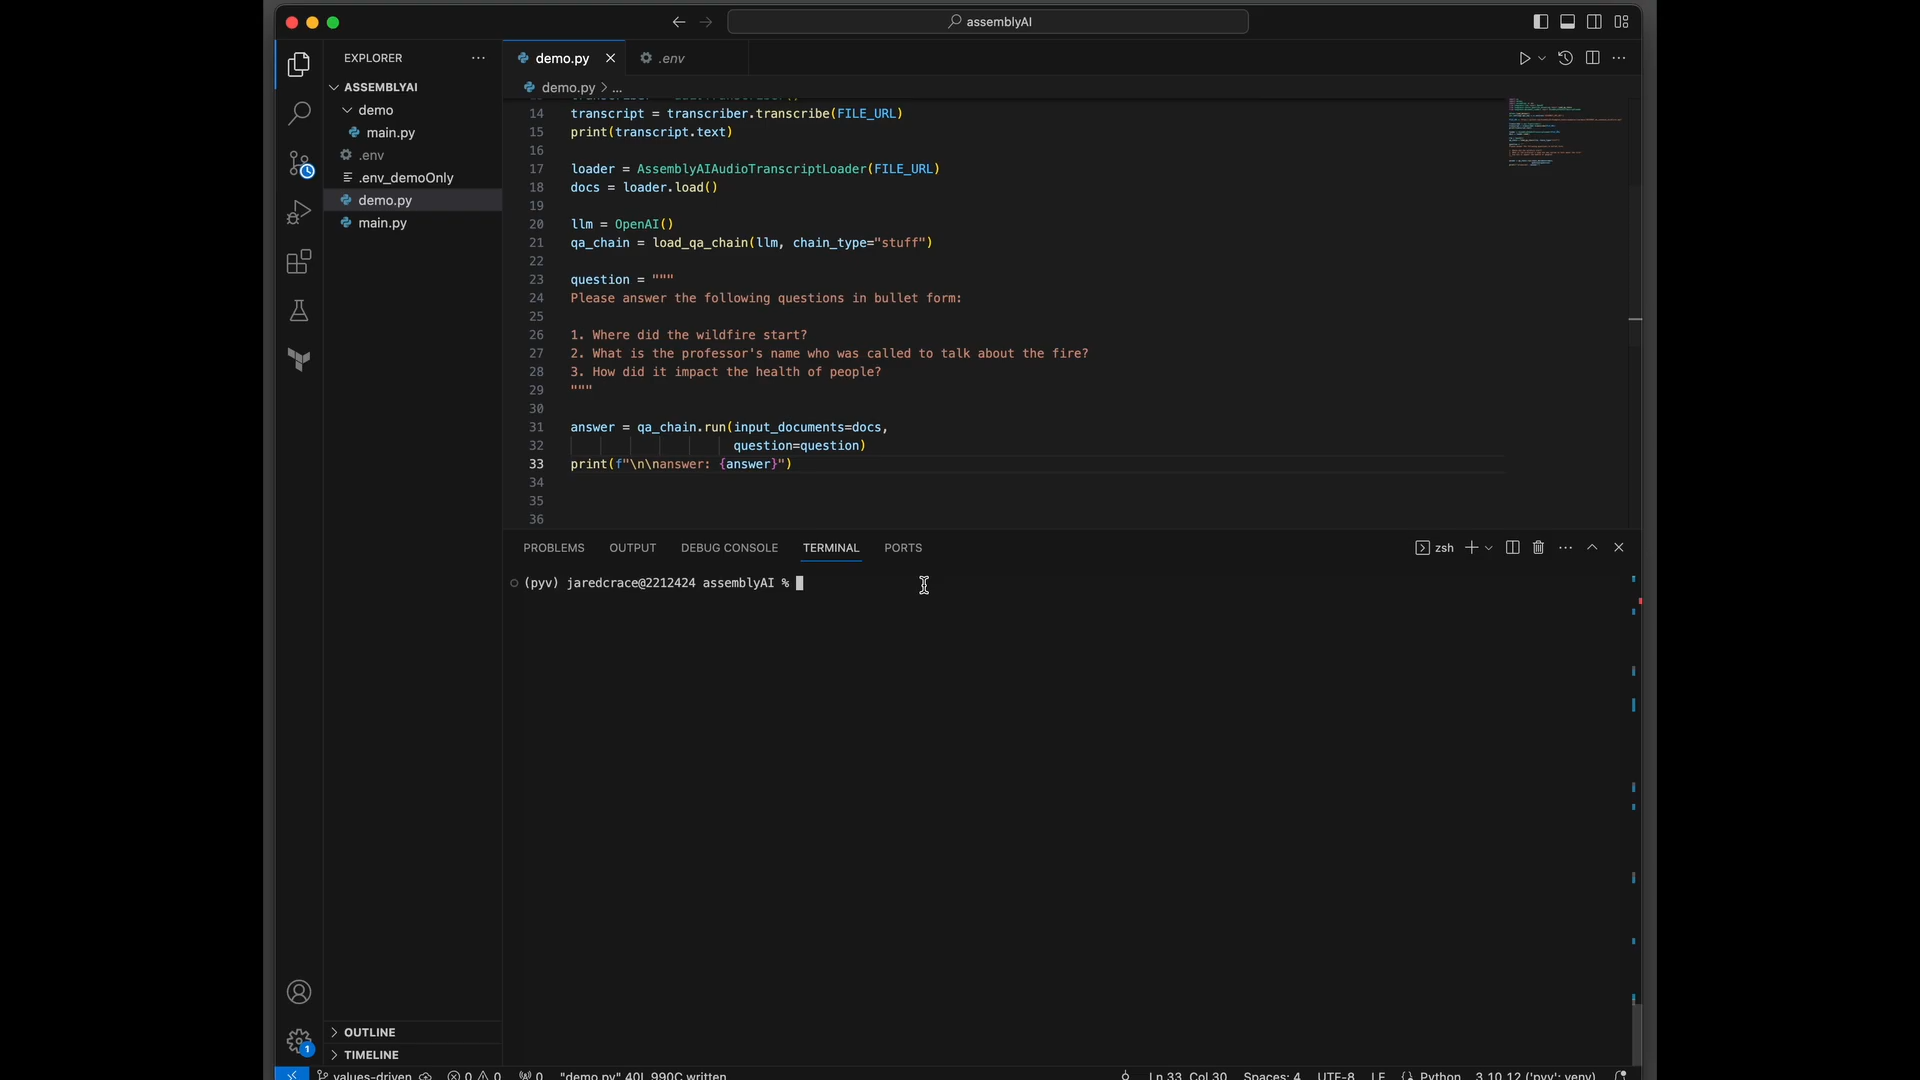 assemblyAI
EXPLORER
ASSEMBLYAI
demo
main.py
.env
.env_demoOnly
demo.py
main.py
OUTLINE
TIMELINE
demo.py
.env
demo.py > ...
14 transcript = transcriber.transcribe(FILE_URL)
15 print(transcript.text)
16
17 loader = AssemblyAIAudioTranscriptLoader(FILE_URL)
18 docs = loader.load()
19
20 llm = OpenAI()
21 qa_chain = load_qa_chain(llm, chain_type="stuff")
22
23 question = """
24 Please answer the following questions in bullet form:
25
26 1. Where did the wildfire start?
27 2. What is the professor's name who was called to talk about the fire?
28 3. How did it impact the health of people?
29 """
30
31 answer = qa_chain.run(input_documents=docs,
32 question=question)
33 print(f"\n\nanswer: {answer}")
34
35
36
PROBLEMS OUTPUT DEBUG CONSOLE TERMINAL PORTS
zsh
(pyv) jaredcrace@2212424 assemblyAI %
1
values-driven 0 0 0 "demo.py" 40L 990C written Ln 33, Col 30 Spaces: 4 UTF-8 LF Python 3.10.12 ('pyv': venv)